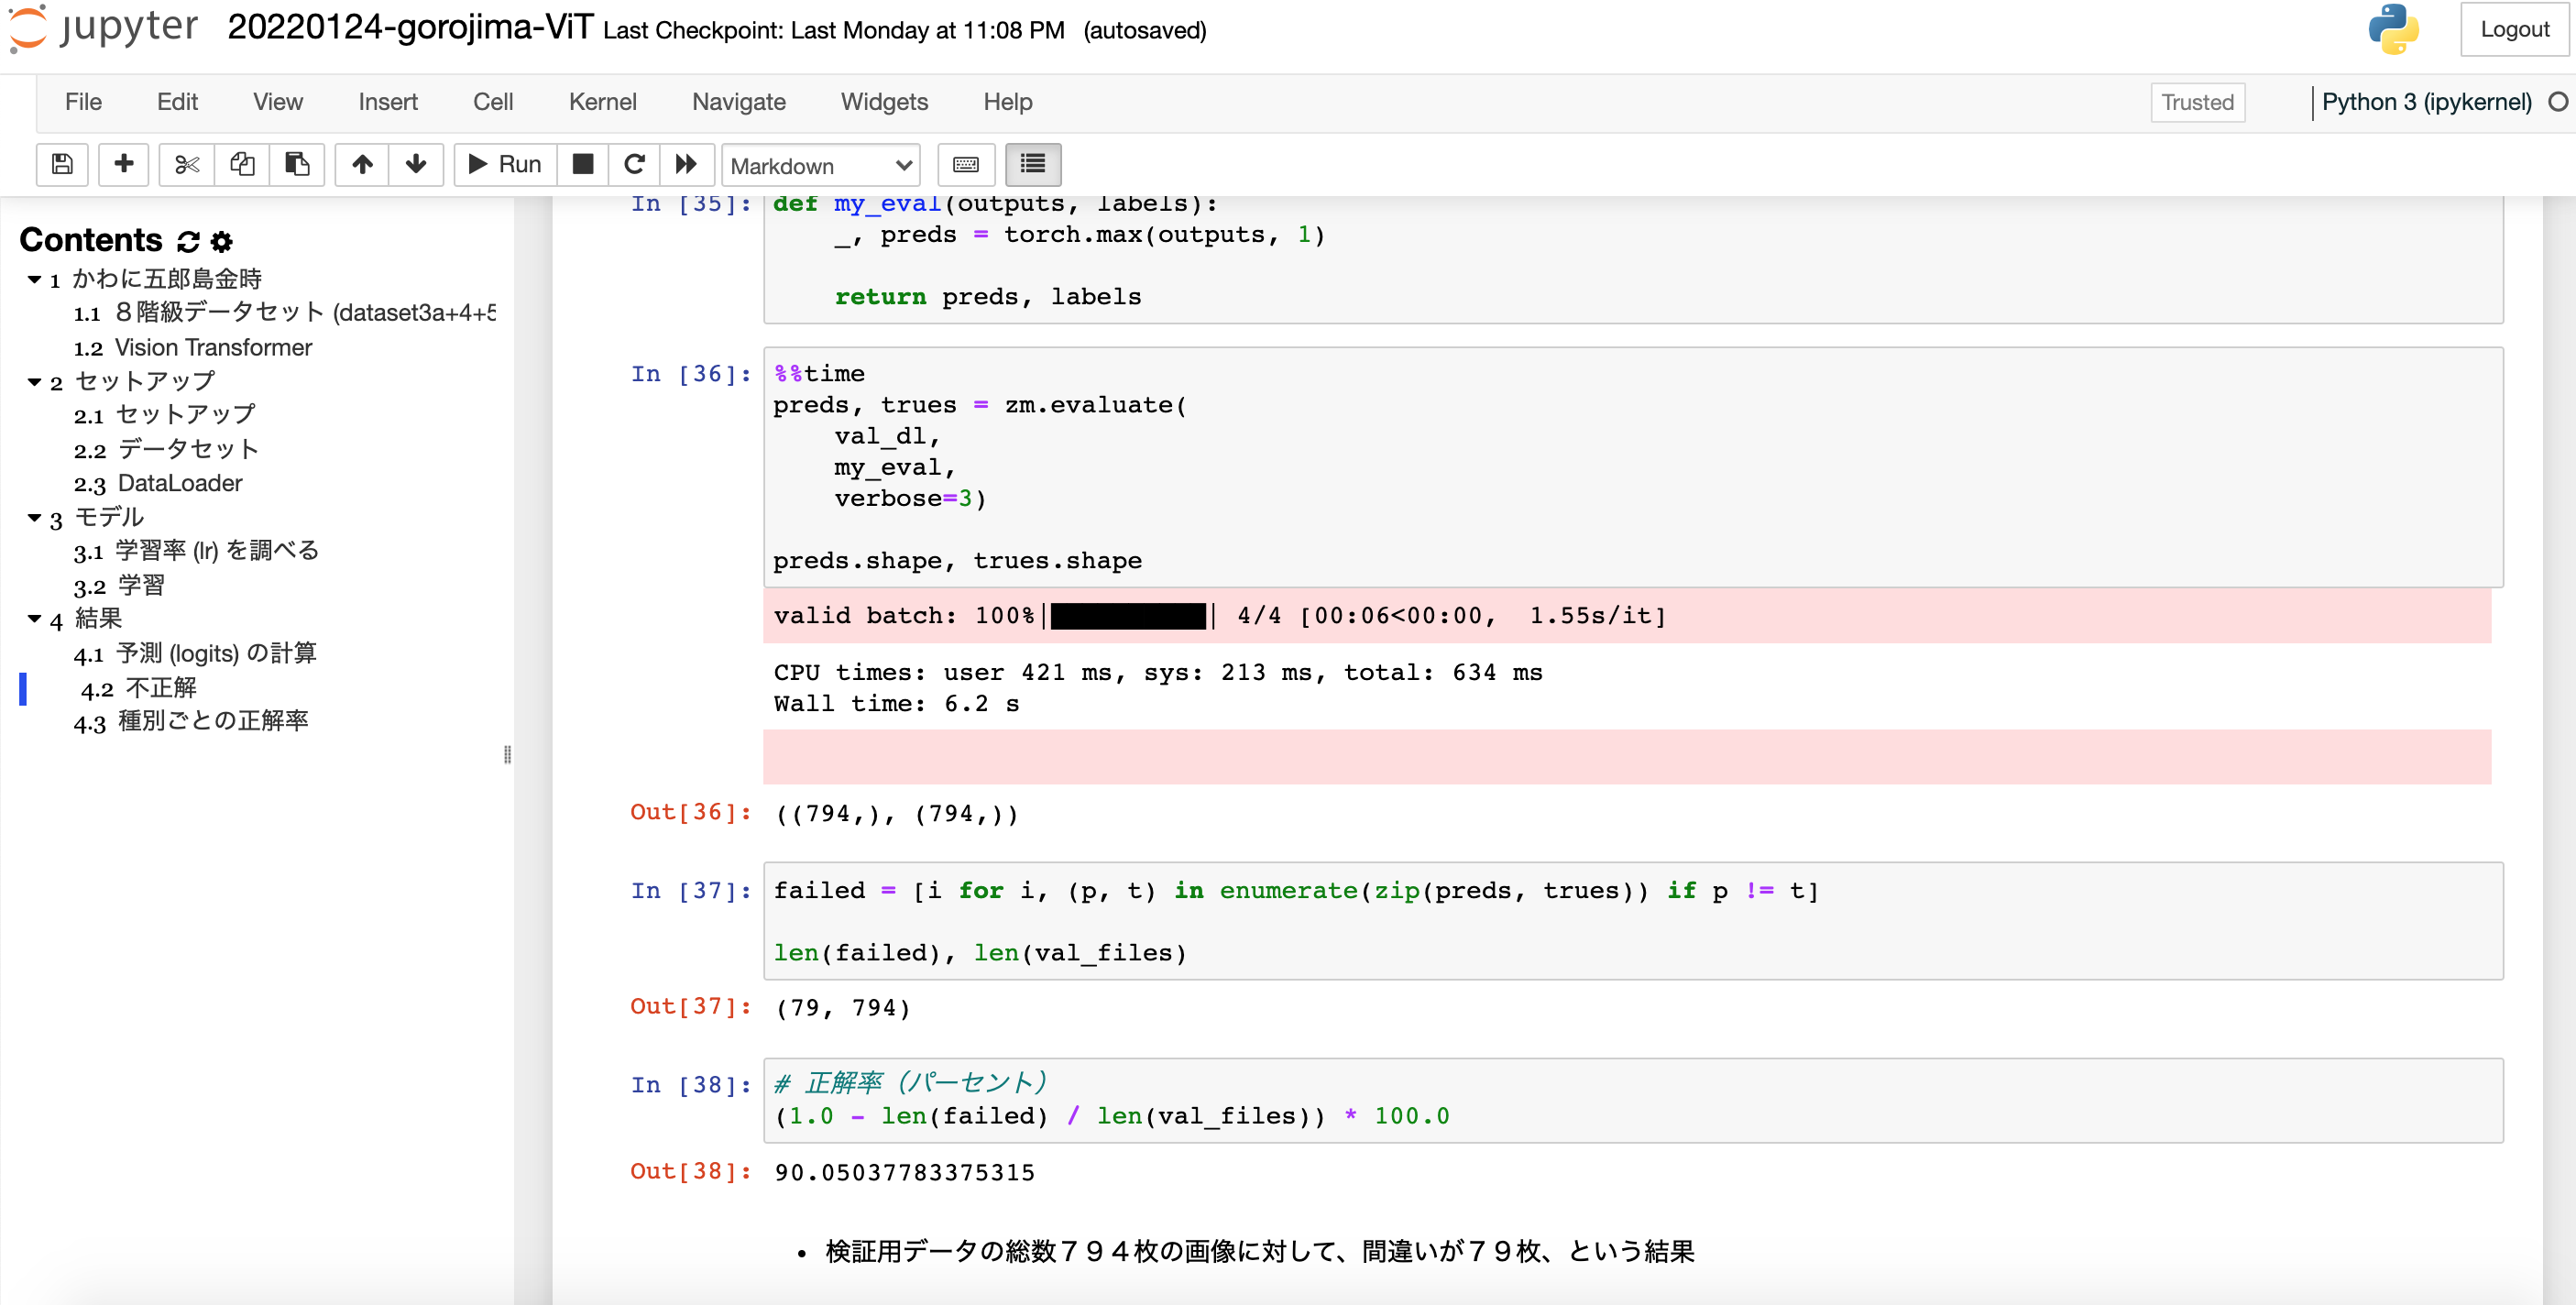 jupyter 20220124-gorojima-ViT Last Checkpoint: Last Monday at 11:08 PM (autosaved)
Logout
File Edit View Insert Cell Kernel Navigate Widgets Help
Trusted
Python 3 (ipykernel)
Run
Markdown
Contents
1 かわに五郎島金時
1.1 8階級データセット (dataset3a+4+5
1.2 Vision Transformer
2 セットアップ
2.1 セットアップ
2.2 データセット
2.3 DataLoader
3 モデル
3.1 学習率 (lr) を調べる
3.2 学習
4 結果
4.1 予測 (logits) の計算
4.2 不正解
4.3 種別ごとの正解率
In [35]: def my_eval(outputs, labels):
_, preds = torch.max(outputs, 1)
return preds, labels
In [36]: %%time
preds, trues = zm.evaluate(
val_dl,
my_eval,
verbose=3)
preds.shape, trues.shape
valid batch: 100%|██████████| 4/4 [00:06<00:00, 1.55s/it]
CPU times: user 421 ms, sys: 213 ms, total: 634 ms
Wall time: 6.2 s
Out[36]: ((794,), (794,))
In [37]: failed = [i for i, (p, t) in enumerate(zip(preds, trues)) if p != t]
len(failed), len(val_files)
Out[37]: (79, 794)
In [38]: # 正解率（パーセント）
(1.0 - len(failed) / len(val_files)) * 100.0
Out[38]: 90.05037783375315
• 検証用データの総数７９４枚の画像に対して、間違いが７９枚、という結果